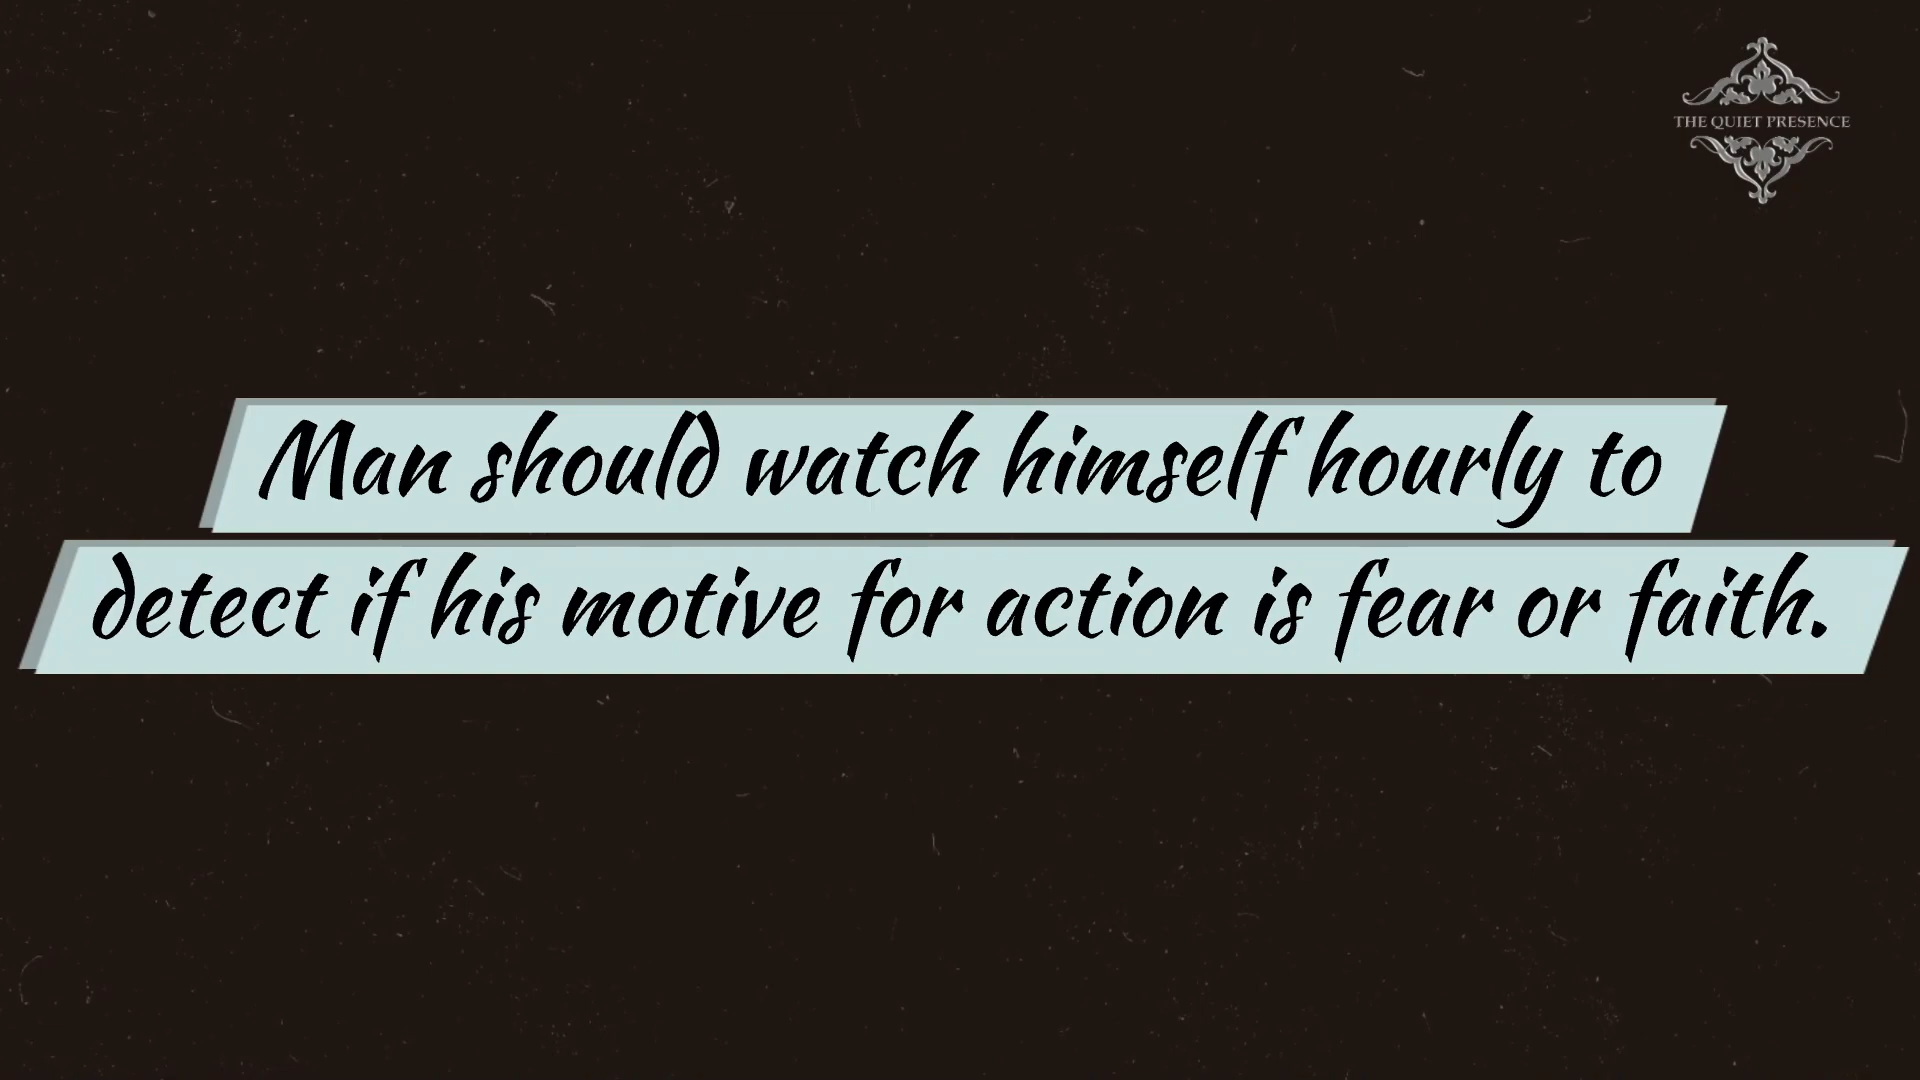 THE QUIET PRESENCE
Man should watch himself hourly to
detect if his motive for action is fear or faith.